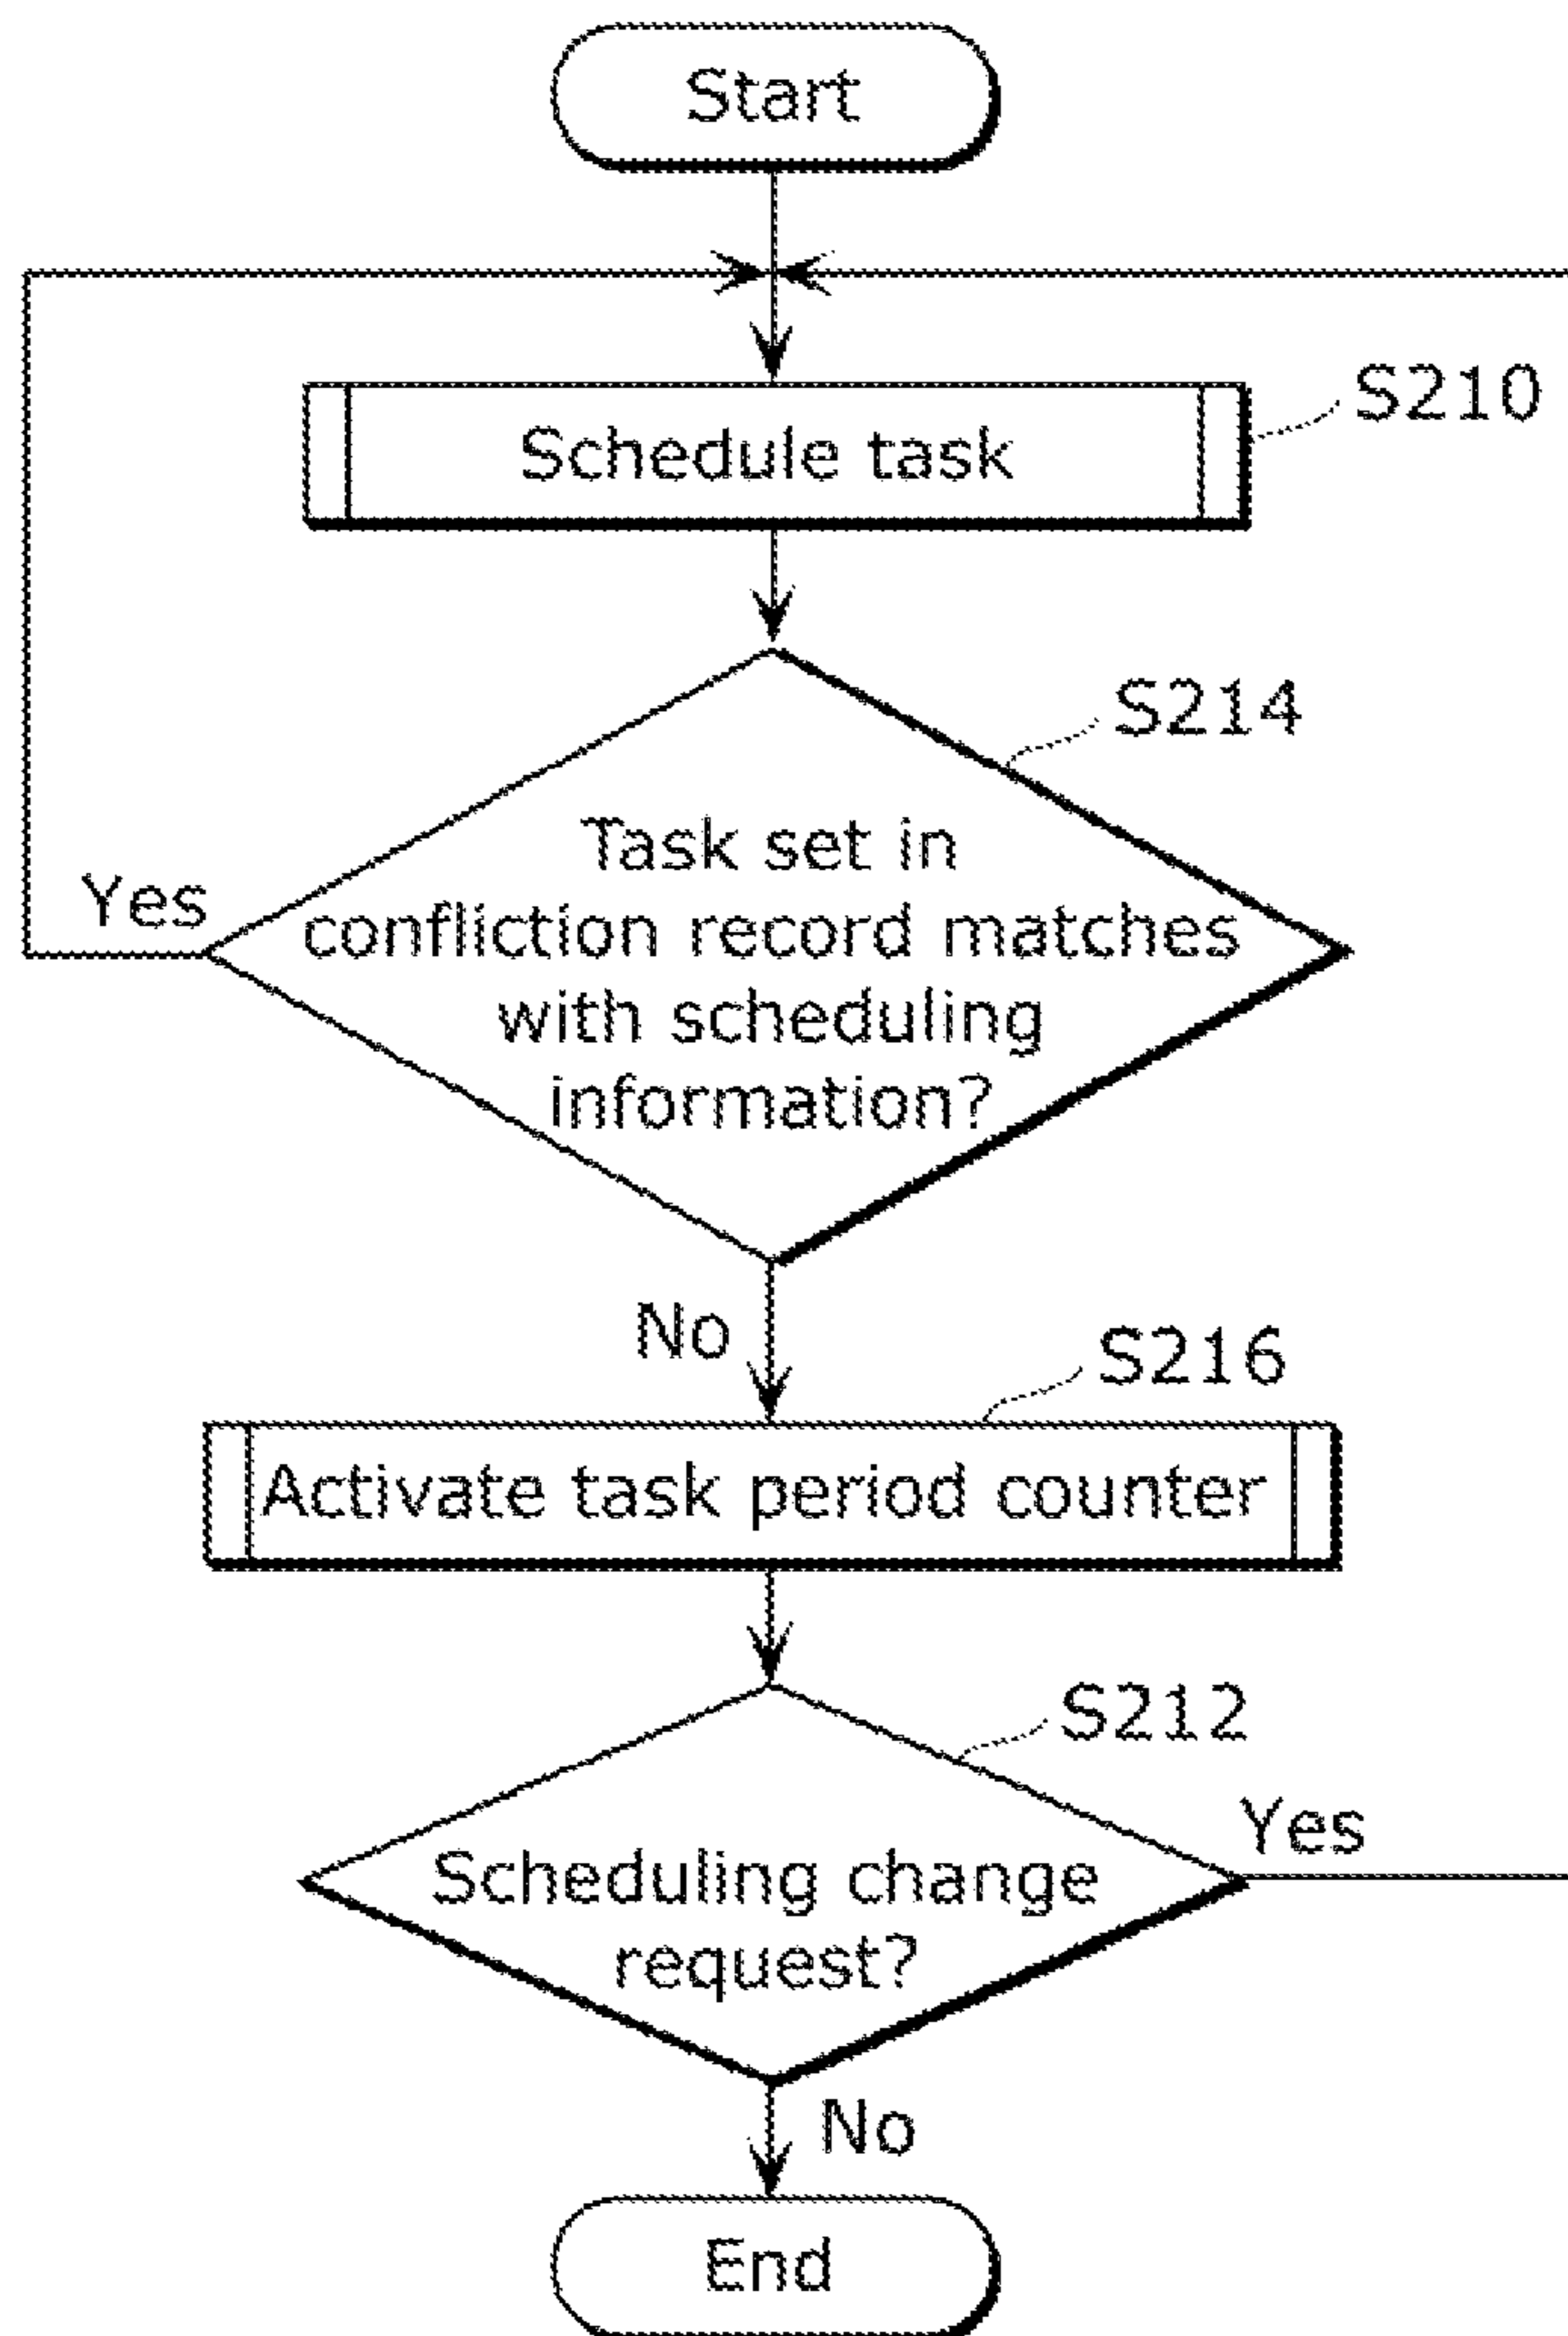 Start
S210
Schedule task
S214
Task set in
Yes
confliction record matches
with scheduling
information?
No
S216
Activate task period counter
S212
Yes
Scheduling change
request?
No
End